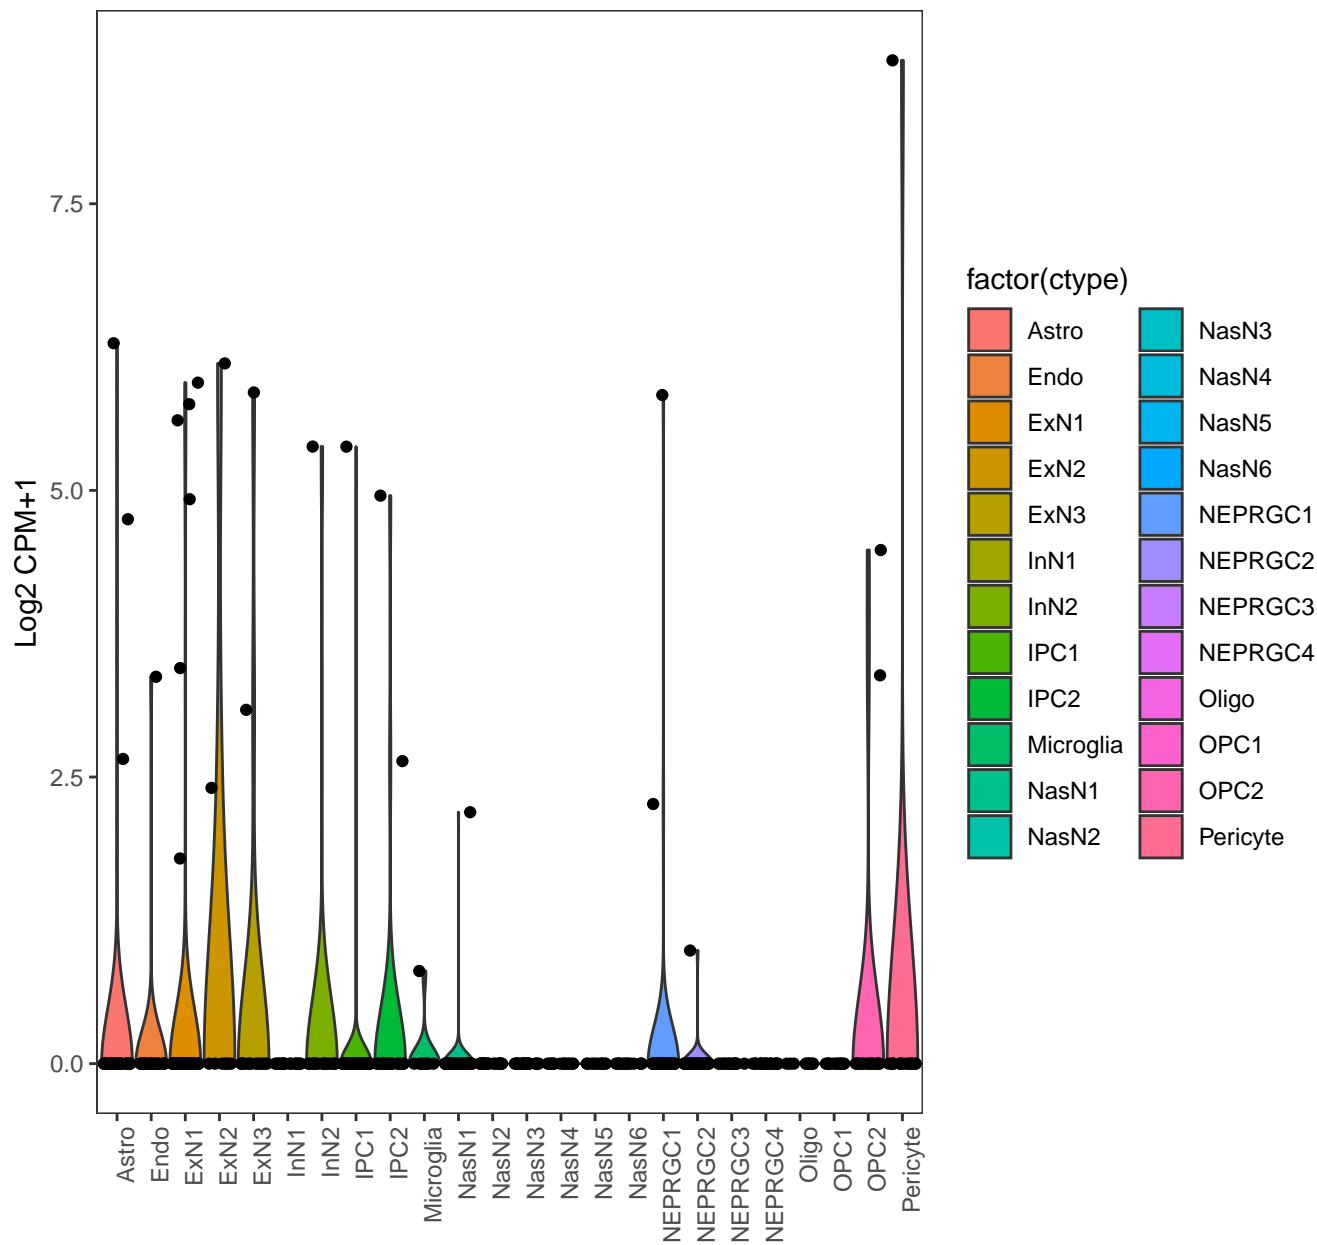 7.5
5.0
2.5
0.0
Log2 CPM+1
Astro
Endo
ExN1
ExN2
ExN3
InN1
InN2
IPC1
IPC2
Microglia
NasN1
NasN2
NasN3
NasN4
NasN5
NasN6
NEPRGC1
NEPRGC2
NEPRGC3
NEPRGC4
Oligo
OPC1
OPC2
Pericyte
factor(ctype)
Astro
Endo
ExN1
ExN2
ExN3
InN1
InN2
IPC1
IPC2
Microglia
NasN1
NasN2
NasN3
NasN4
NasN5
NasN6
NEPRGC1
NEPRGC2
NEPRGC3
NEPRGC4
Oligo
OPC1
OPC2
Pericyte